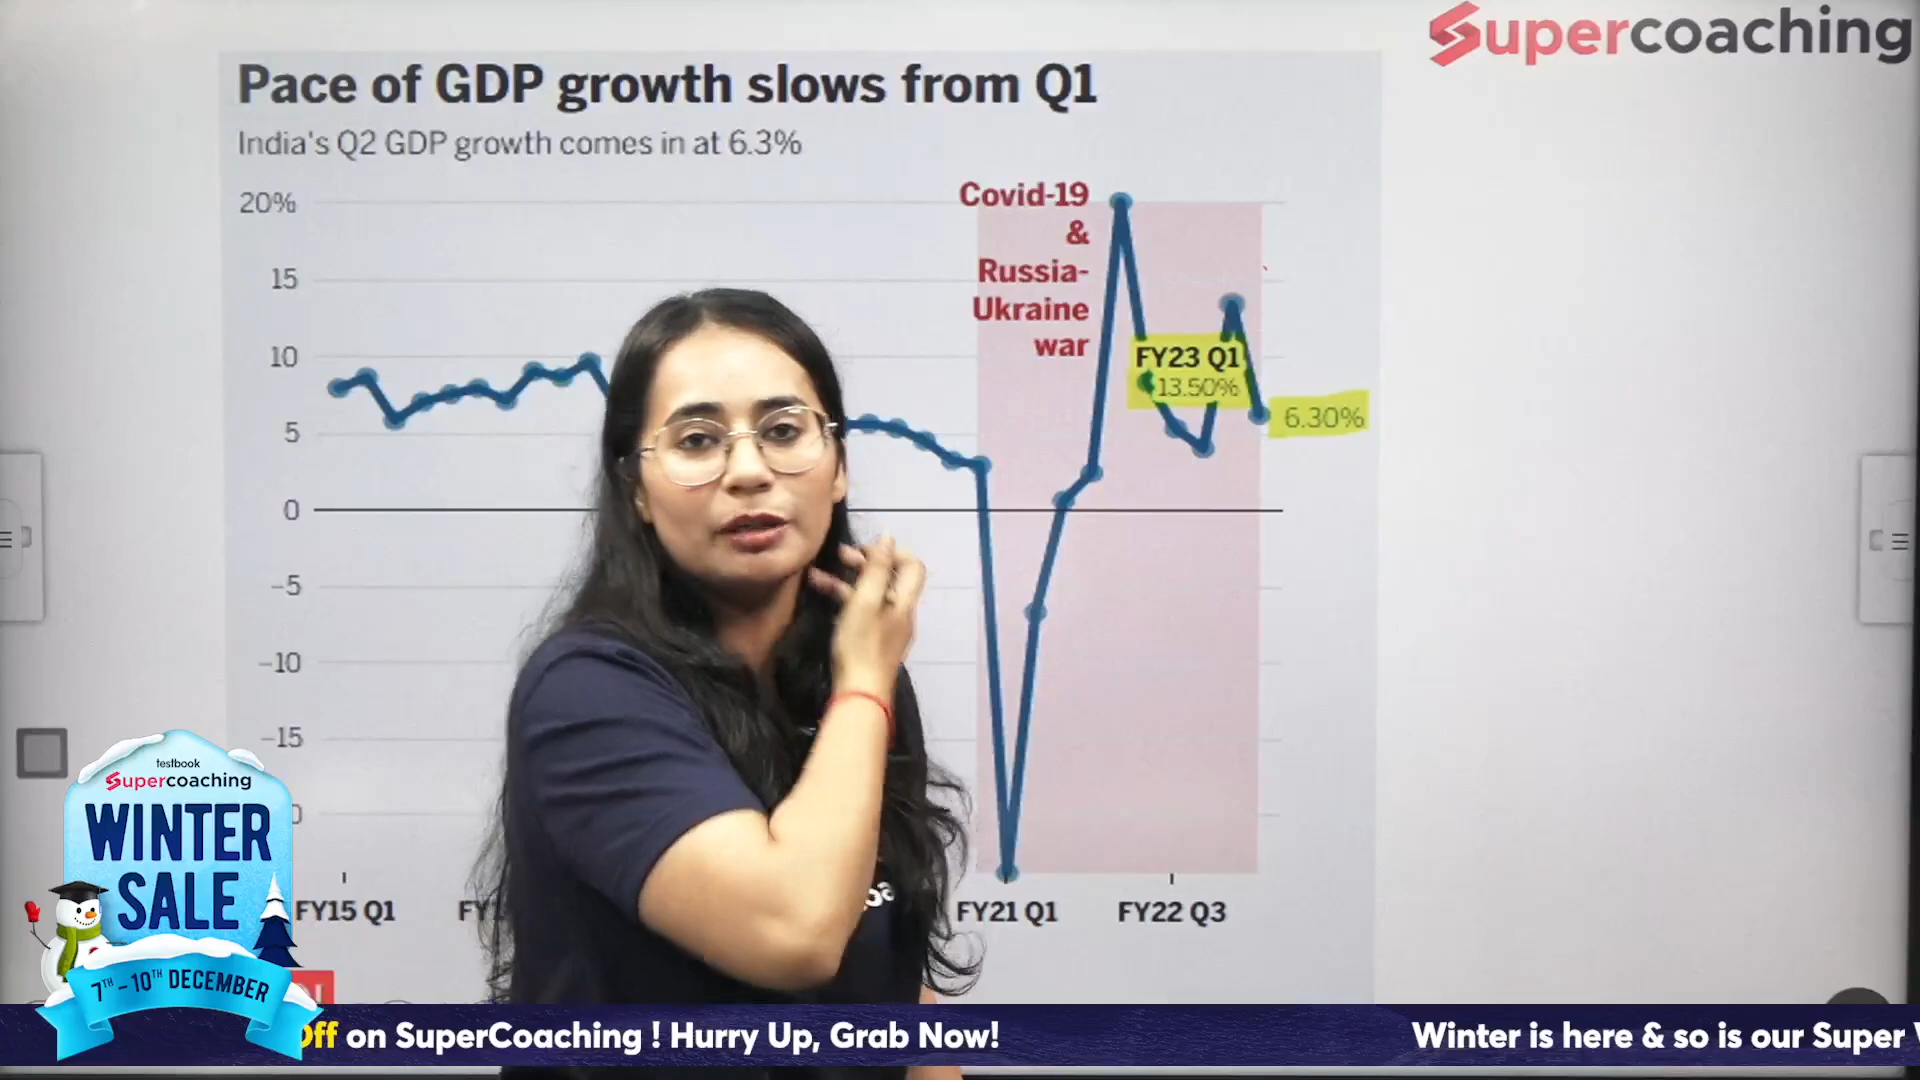 Supercoaching
Pace of GDP growth slows from Q1
India's Q2 GDP growth comes in at 6.3%
20%
15
10
5
0
−5
−10
−15
Covid-19
&
Russia-
Ukraine
war
FY23 Q1
13.50%
6.30%
FY15 Q1
FY21 Q1
FY22 Q3
testbook
Supercoaching
WINTER
SALE
7TH - 10TH DECEMBER
Off on SuperCoaching ! Hurry Up, Grab Now!
Winter is here & so is our Super